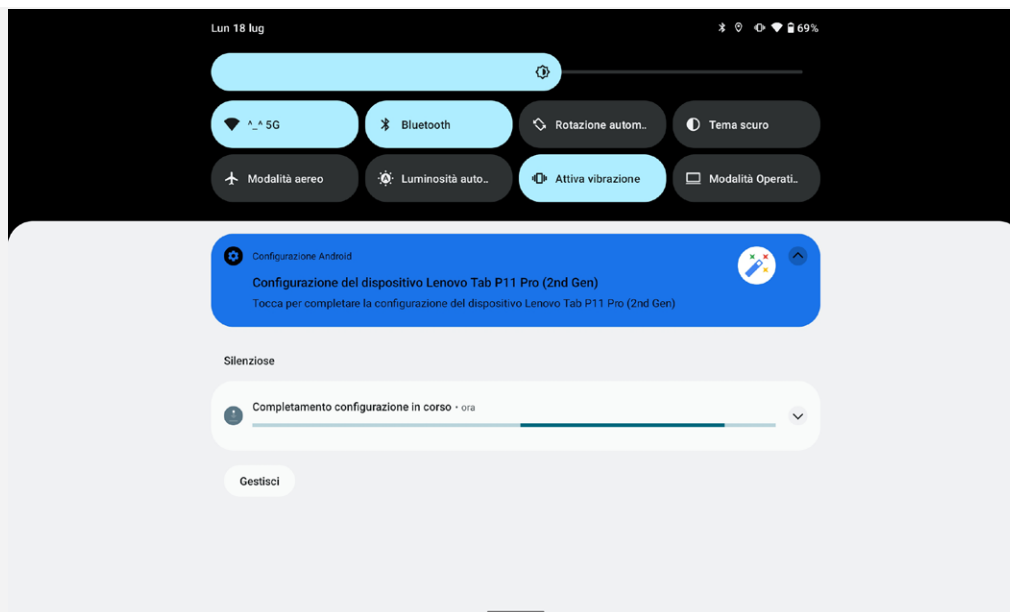 Lun 18 lug
69%
^_^ 5G
Bluetooth
Rotazione autom..
Tema scuro
Modalità aereo
Luminosità auto..
Attiva vibrazione
Modalità Operati..
Configurazione Android
Configurazione del dispositivo Lenovo Tab P11 Pro (2nd Gen)
Tocca per completare la configurazione del dispositivo Lenovo Tab P11 Pro (2nd Gen)
Silenziose
Completamento configurazione in corso • ora
Gestisci